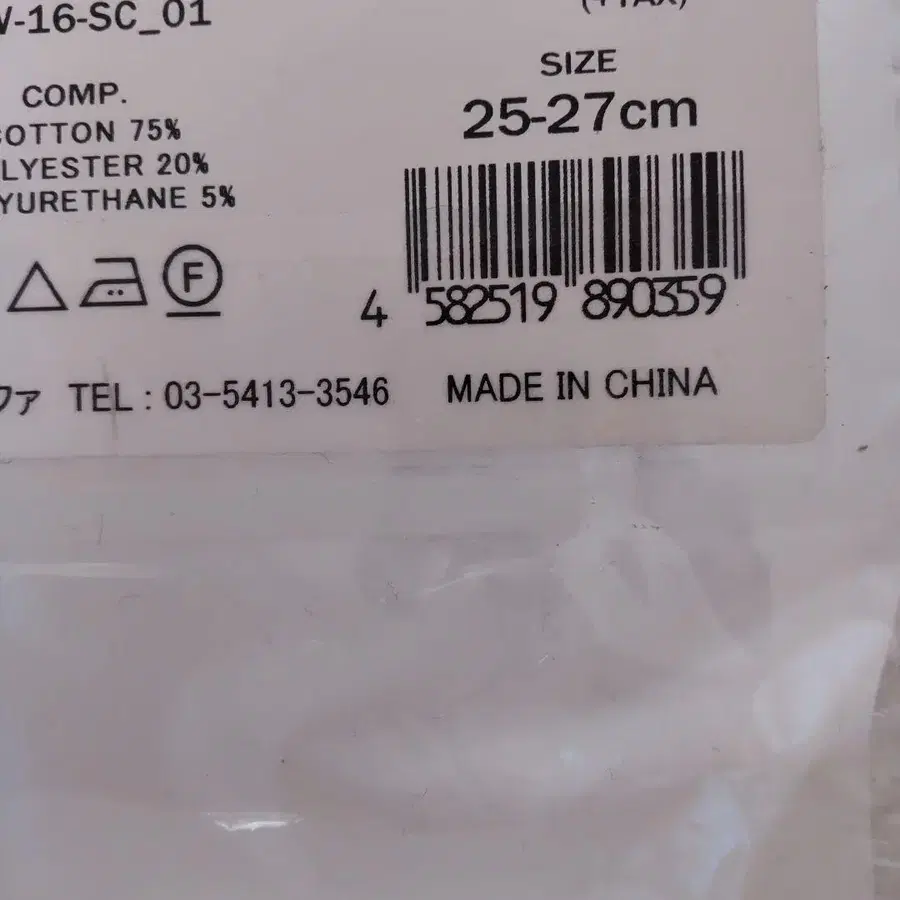 -16-SC_01
(+TAX)
COMP.
COTTON 75%
LYESTER 20%
YURETHANE 5%
SIZE
25-27cm
F
4 582519 890359
ファ TEL : 03-5413-3546
MADE IN CHINA